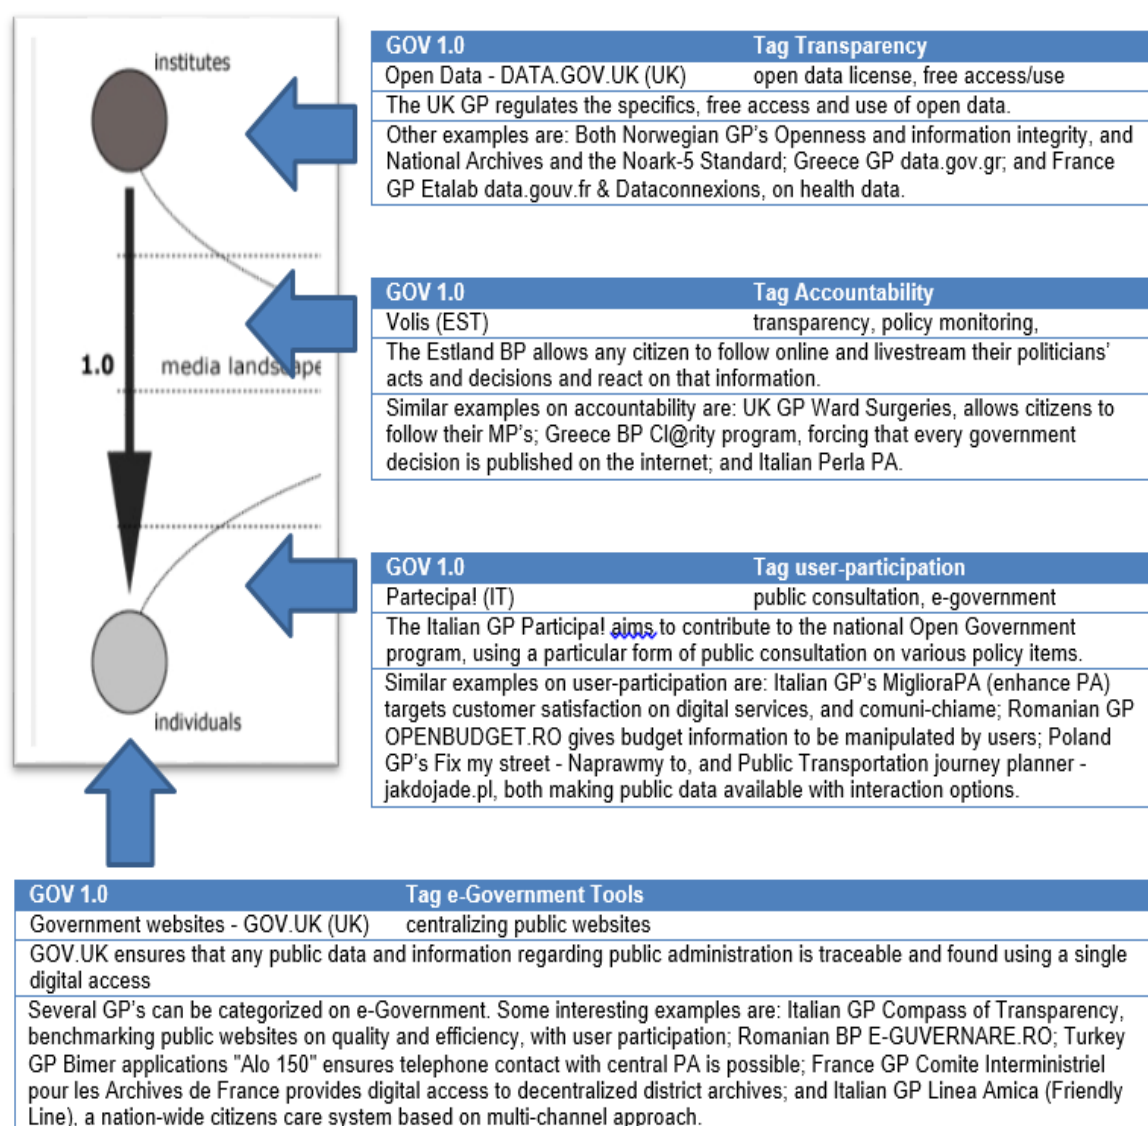 institutes
1.0
media landscape
individuals
GOV 1.0 Tag Transparency
Open Data - DATA.GOV.UK (UK) open data license, free access/use
The UK GP regulates the specifics, free access and use of open data.
Other examples are: Both Norwegian GP's Openness and information integrity, and
National Archives and the Noark-5 Standard; Greece GP data.gov.gr; and France
GP Etalab data.gouv.fr & Dataconnexions, on health data.
GOV 1.0 Tag Accountability
Volis (EST) transparency, policy monitoring,
The Estland BP allows any citizen to follow online and livestream their politicians'
acts and decisions and react on that information.
Similar examples on accountability are: UK GP Ward Surgeries, allows citizens to
follow their MP's; Greece BP Cl@rity program, forcing that every government
decision is published on the internet; and Italian Perla PA.
GOV 1.0 Tag user-participation
Partecipa! (IT) public consultation, e-government
The Italian GP Participa! aims to contribute to the national Open Government
program, using a particular form of public consultation on various policy items.
Similar examples on user-participation are: Italian GP's MiglioraPA (enhance PA)
targets customer satisfaction on digital services, and comuni-chiame; Romanian GP
OPENBUDGET.RO gives budget information to be manipulated by users; Poland
GP's Fix my street - Naprawmy to, and Public Transportation journey planner -
jakdojade.pl, both making public data available with interaction options.
GOV 1.0 Tag e-Government Tools
Government websites - GOV.UK (UK) centralizing public websites
GOV.UK ensures that any public data and information regarding public administration is traceable and found using a single
digital access
Several GP's can be categorized on e-Government. Some interesting examples are: Italian GP Compass of Transparency,
benchmarking public websites on quality and efficiency, with user participation; Romanian BP E-GUVERNARE.RO; Turkey
GP Bimer applications "Alo 150" ensures telephone contact with central PA is possible; France GP Comite Interministriel
pour les Archives de France provides digital access to decentralized district archives; and Italian GP Linea Amica (Friendly
Line), a nation-wide citizens care system based on multi-channel approach.